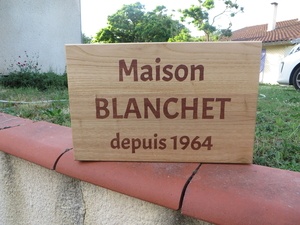 Maison
BLANCHET
depuis 1964